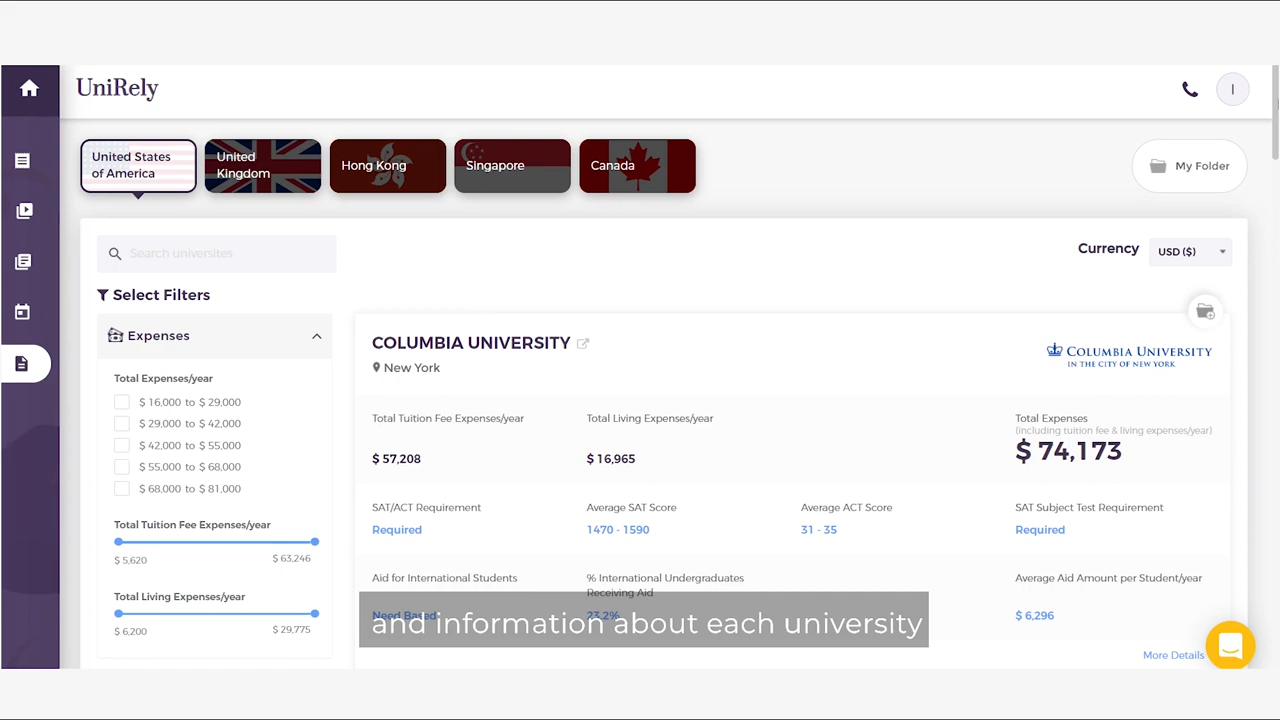 UniRely
I
United States
of America
United
Kingdom
Hong Kong
Singapore
Canada
My Folder
Search universites
Currency
USD ($)
Select Filters
Expenses
Total Expenses/year
$ 16,000 to $ 29,000
$ 29,000 to $ 42,000
$ 42,000 to $ 55,000
$ 55,000 to $ 68,000
$ 68,000 to $ 81,000
Total Tuition Fee Expenses/year
$ 5,620
$ 63,246
Total Living Expenses/year
$ 6,200
$ 29,775
COLUMBIA UNIVERSITY
New York
COLUMBIA UNIVERSITY
IN THE CITY OF NEW YORK
Total Tuition Fee Expenses/year
$ 57,208
Total Living Expenses/year
$ 16,965
Total Expenses
(including tuition fee & living expenses/year)
$ 74,173
SAT/ACT Requirement
Required
Average SAT Score
1470 - 1590
Average ACT Score
31 - 35
SAT Subject Test Requirement
Required
Aid for International Students
Need Based
% International Undergraduates
Receiving Aid
23.2%
Average Aid Amount per Student/year
$ 6,296
and information about each university
More Details